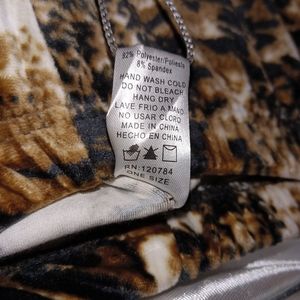 92% Polyester/Poliester
8% Spandex
HAND WASH COLD
DO NOT BLEACH
HANG DRY
LAVE FRIO A MANO
NO USAR CLORO
MADE IN CHINA
HECHO EN CHINA
RN: 120784
ONE SIZE